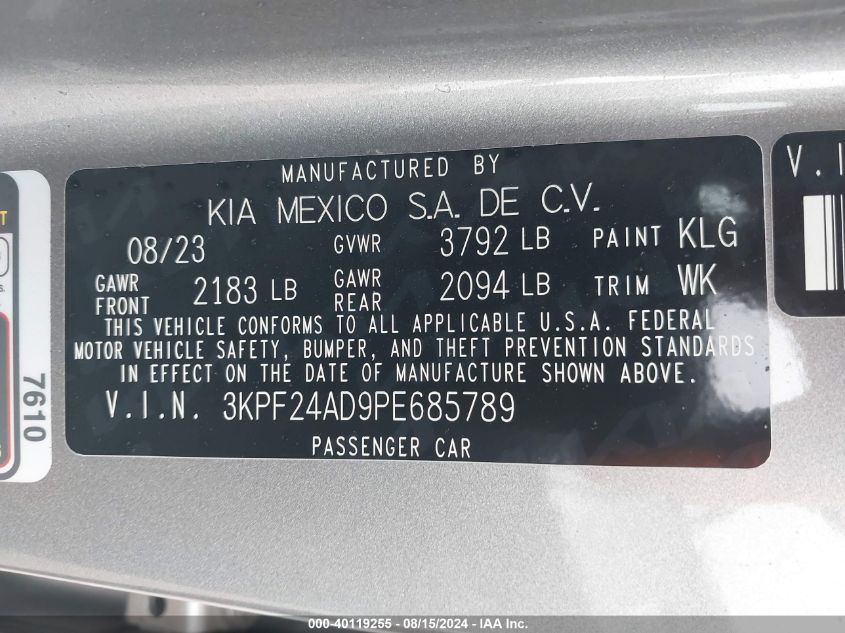 MANUFACTURED BY
KIA MEXICO S.A. DE C.V.
08/23 GVWR 3792 LB PAINT KLG
GAWR FRONT 2183 LB GAWR REAR 2094 LB TRIM WK
THIS VEHICLE CONFORMS TO ALL APPLICABLE U.S.A. FEDERAL
MOTOR VEHICLE SAFETY, BUMPER, AND THEFT PREVENTION STANDARDS
IN EFFECT ON THE DATE OF MANUFACTURE SHOWN ABOVE.
V.I.N. 3KPF24AD9PE685789
PASSENGER CAR
7610
V.I
000-40119255 - 08/15/2024 - IAA Inc.